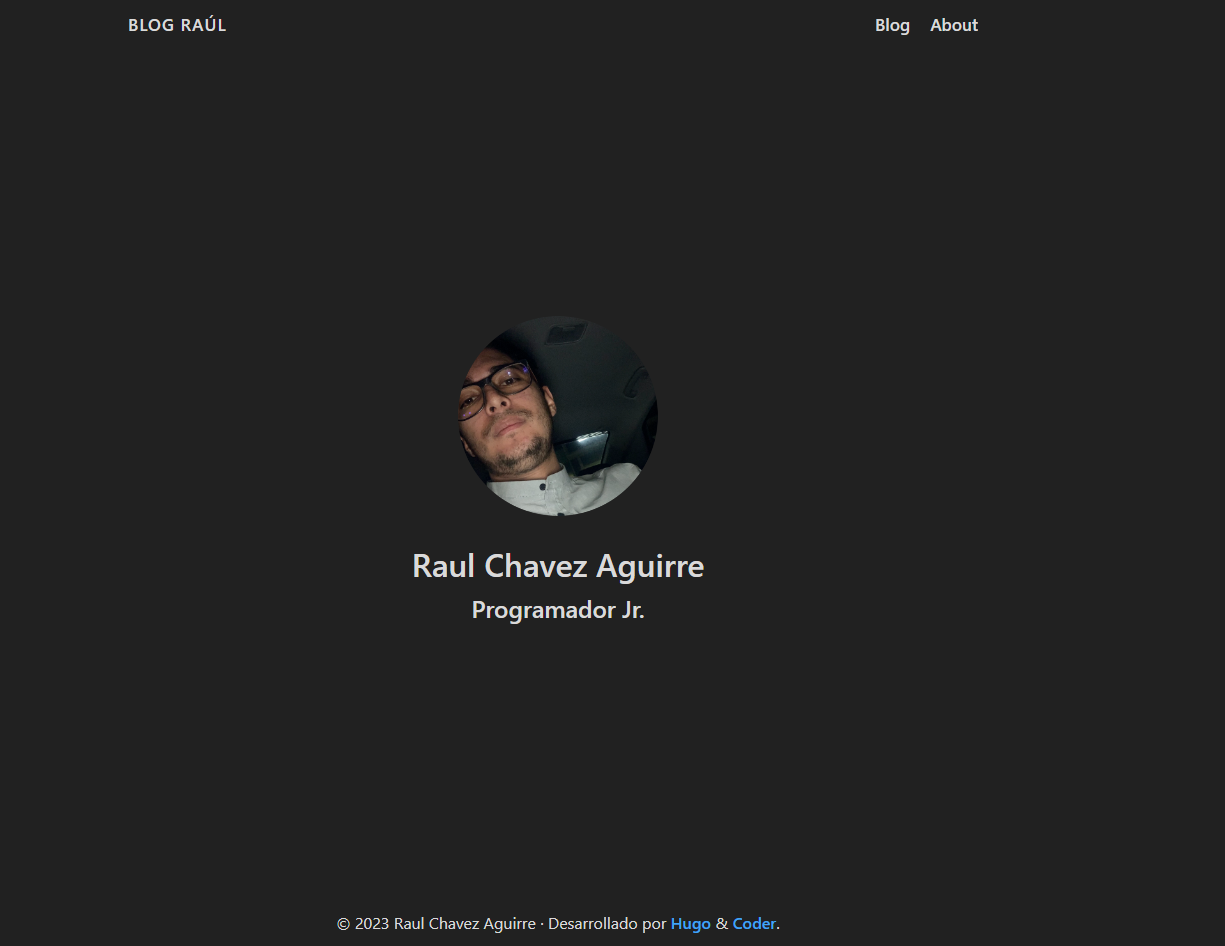 BLOG RAÚL
Blog About
Raul Chavez Aguirre
Programador Jr.
© 2023 Raul Chavez Aguirre · Desarrollado por Hugo & Coder.